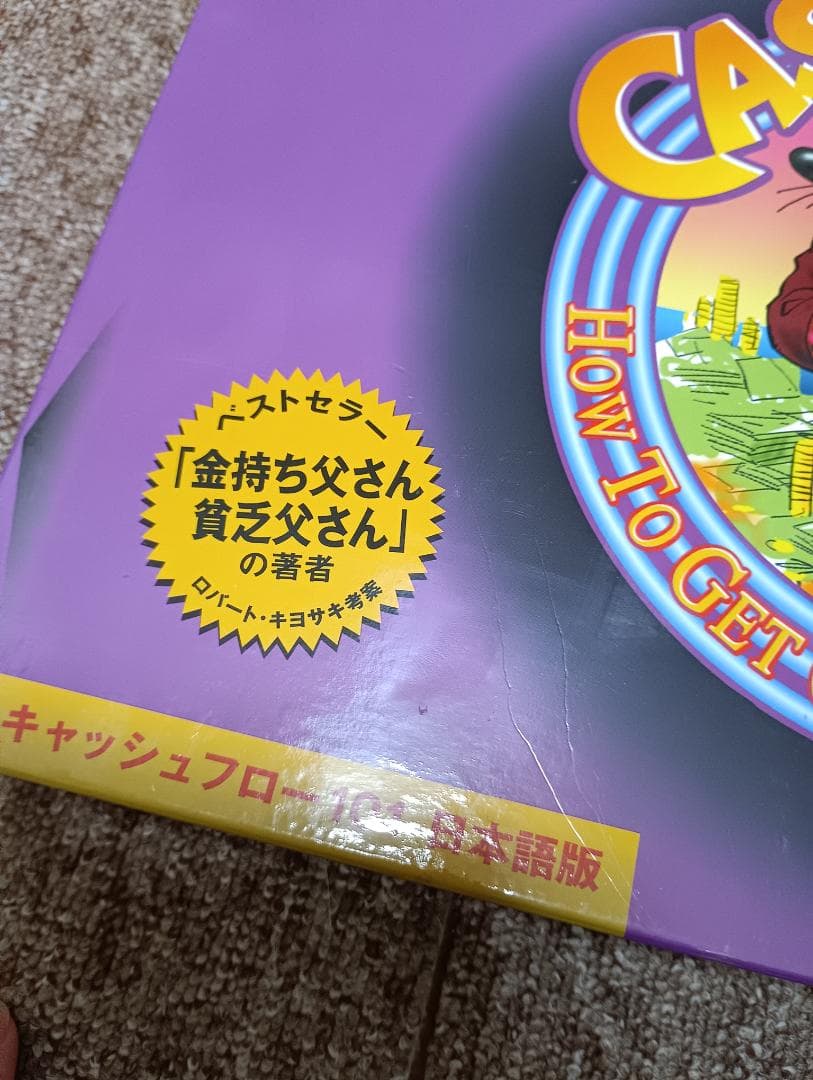 CAS
HOW TO GET
ベストセラー
「金持ち父さん
貧乏父さん」
の著者
ロバート・キヨサキ考案
キャッシュフロー101 日本語版